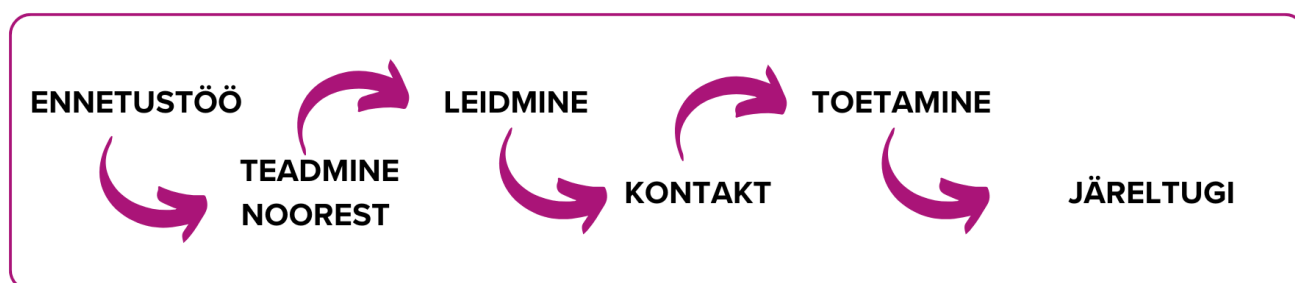 ENNETUSTÖÖ
TEADMINE
NOOREST
LEIDMINE
KONTAKT
TOETAMINE
JÄRELTUGI